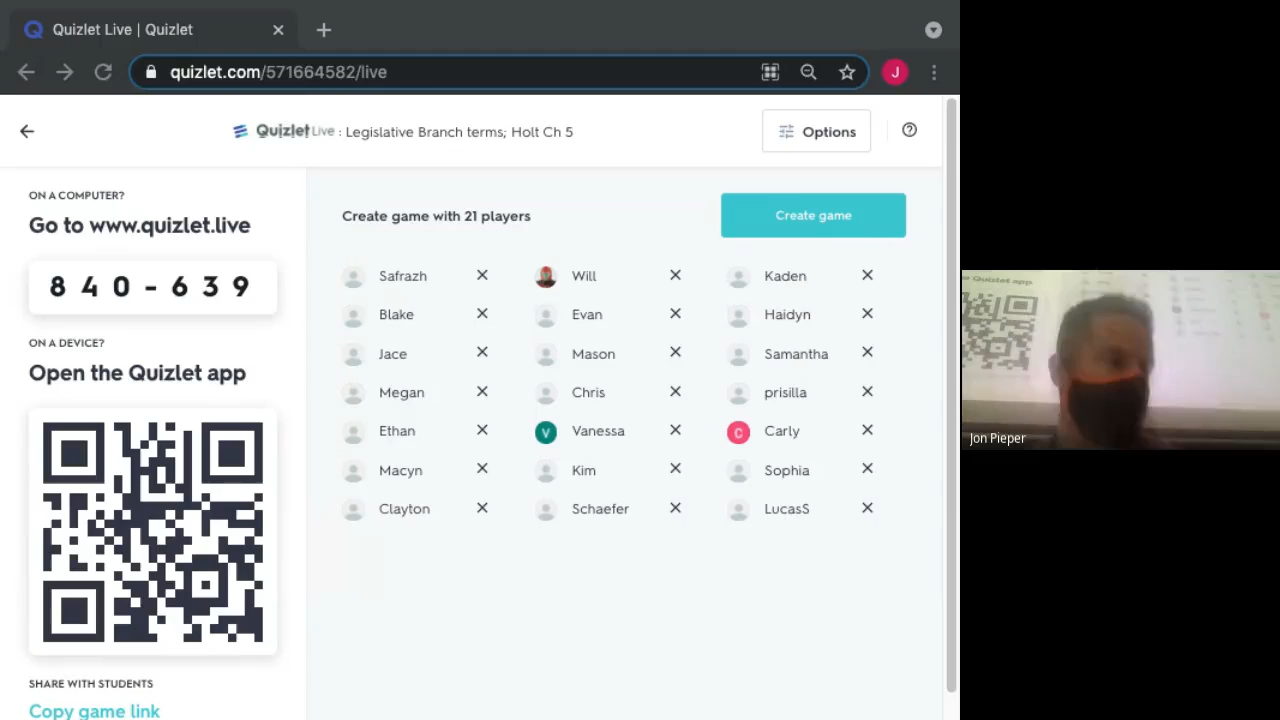 Quizlet Live | Quizlet
quizlet.com/571664582/live
J
Quizlet Live : Legislative Branch terms; Holt Ch 5
Options
ON A COMPUTER?
Go to www.quizlet.live
840-639
ON A DEVICE?
Open the Quizlet app
SHARE WITH STUDENTS
Copy game link
Create game with 21 players
Create game
Safrazh Will Kaden
Blake Evan Haidyn
Jace Mason Samantha
Megan Chris prisilla
Ethan V Vanessa C Carly
Macyn Kim Sophia
Clayton Schaefer LucasS
Quizlet app
Jon Pieper